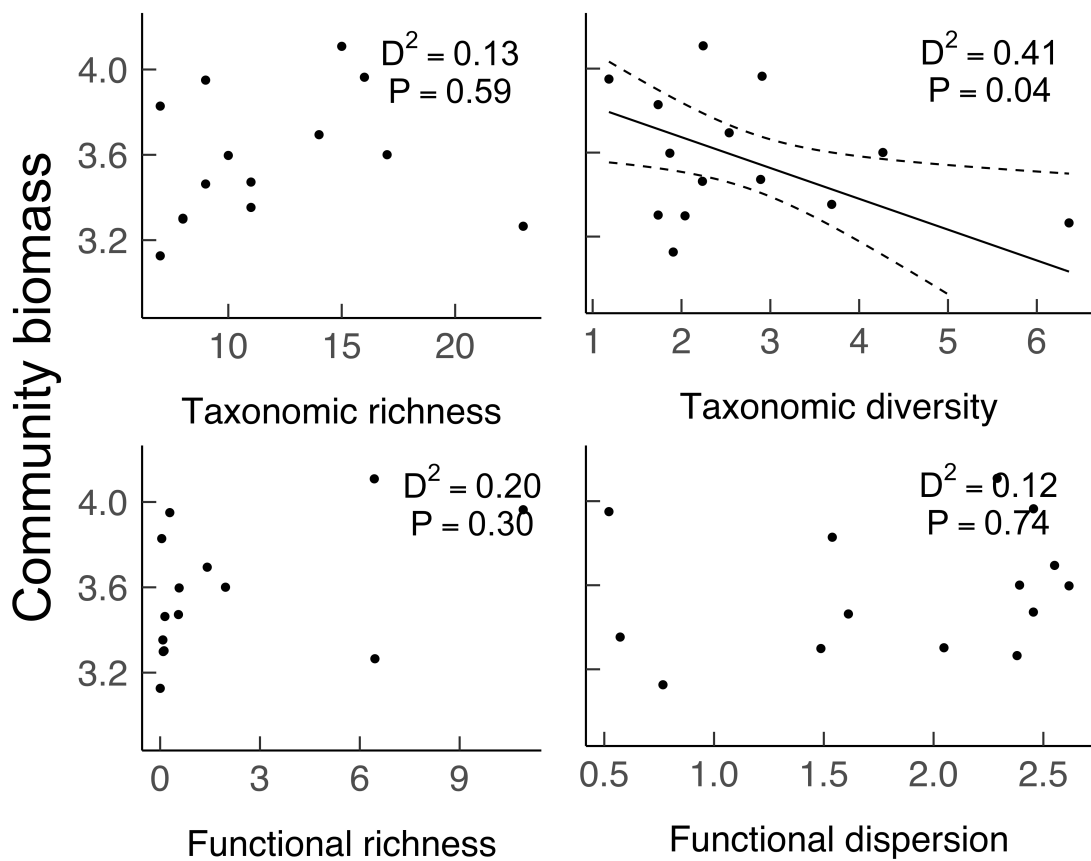 Community biomass
D² = 0.13
P = 0.59
4.0
3.6
3.2
10 15 20
Taxonomic richness
D² = 0.41
P = 0.04
1 2 3 4 5 6
Taxonomic diversity
D² = 0.20
P = 0.30
4.0
3.6
3.2
0 3 6 9
Functional richness
D² = 0.12
P = 0.74
0.5 1.0 1.5 2.0 2.5
Functional dispersion